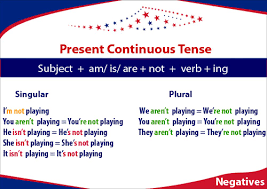 Present Continuous Tense
Subject + am/ is/ are + not + verb + ing
Singular
I'm not playing
You aren't playing = You're not playing
He isn't playing = He's not playing
She isn't playing = She's not playing
It isn't playing = It's not playing
Plural
We aren't playing = We're not playing
You aren't playing = You're not playing
They aren't playing = They're not playing
Negatives